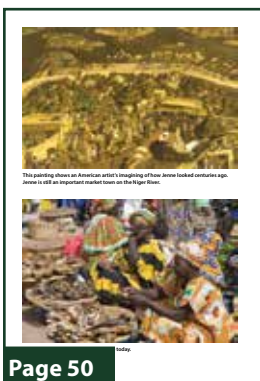 This painting shows an American artist's imagining of how Jenne looked centuries ago.
Jenne is still an important market town on the Niger River.
today.
Page 50